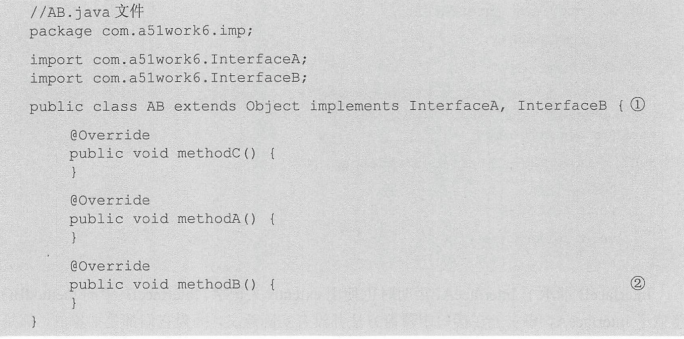 //AB.java 文件
package com.a51work6.imp;
import com.a51work6.InterfaceA;
import com.a51work6.InterfaceB;
public class AB extends Object implements InterfaceA, InterfaceB { ①
@Override
public void methodC() {
}
@Override
public void methodA() {
}
@Override
public void methodB() { ②
}
}